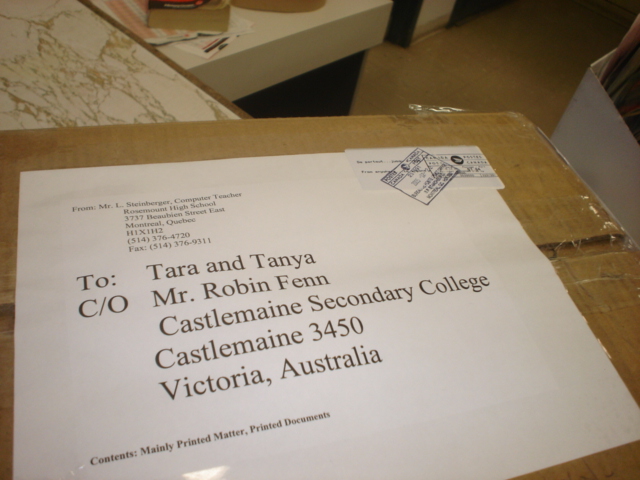 From: Mr. L. Steinberger, Computer Teacher
Rosemount High School
3737 Beaubien Street East
Montreal, Quebec
H1X1H2
(514) 376-4720
Fax: (514) 376-9311
To: Tara and Tanya
C/O Mr. Robin Fenn
Castlemaine Secondary College
Castlemaine 3450
Victoria, Australia
Contents: Mainly Printed Matter, Printed Documents